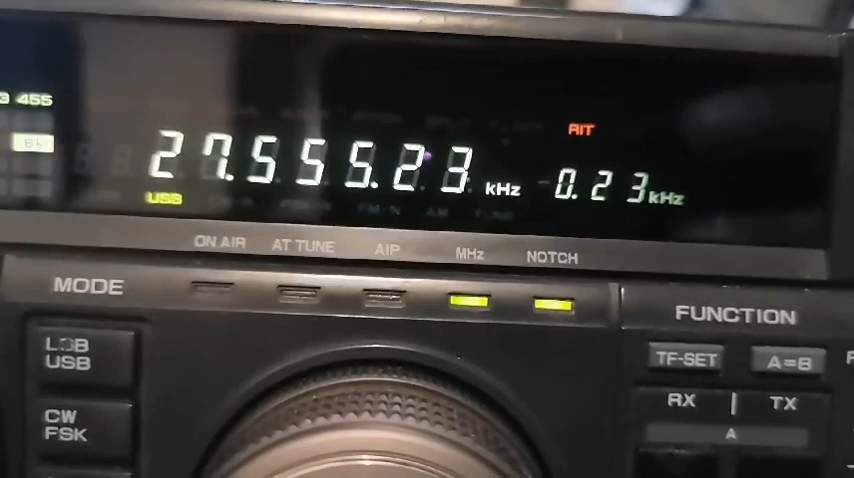 455
RIT
27.555.23 kHz 0.23 kHz
USB
ON AIR AT TUNE AIP MHz NOTCH
MODE
FUNCTION
LSB
USB
TF-SET A=B
RX | TX
CW
FSK
A